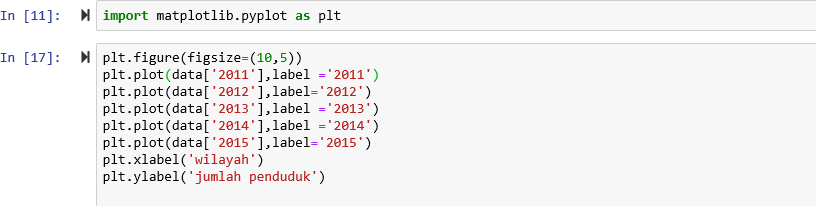 In [11]: import matplotlib.pyplot as plt
In [17]: plt.figure(figsize=(10,5))
plt.plot(data['2011'],label ='2011')
plt.plot(data['2012'],label='2012')
plt.plot(data['2013'],label ='2013')
plt.plot(data['2014'],label ='2014')
plt.plot(data['2015'],label='2015')
plt.xlabel('wilayah')
plt.ylabel('jumlah penduduk')